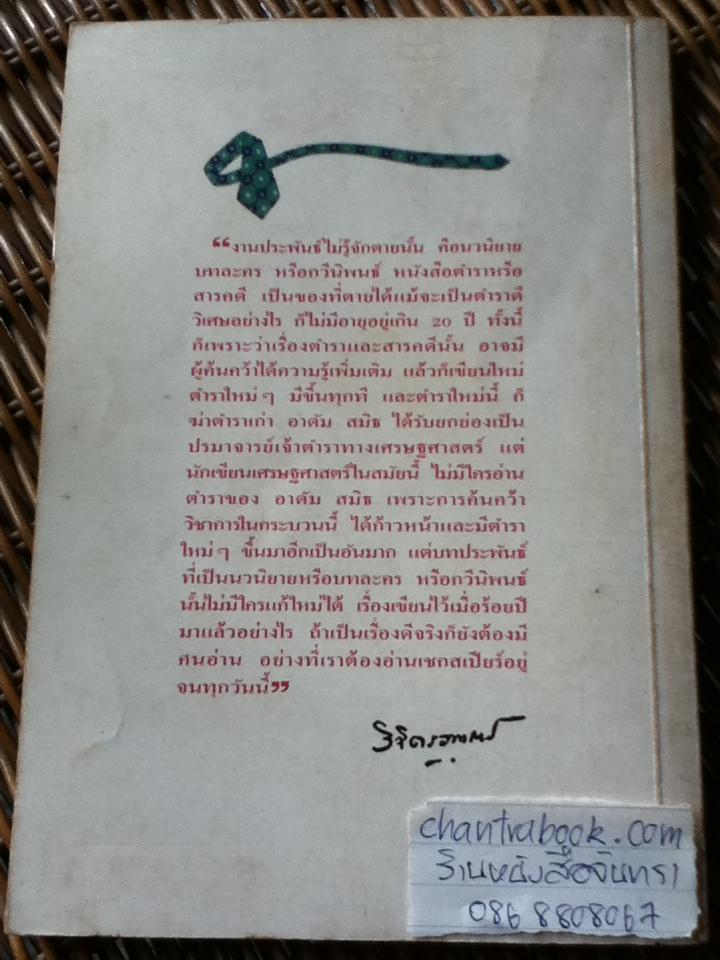 “งานประพันธ์ไม่รู้จักตายนั้น คือนวนิยาย
บทละคร หรือกวีนิพนธ์ หนังสือตำราหรือ
สารคดี เป็นของที่ตายได้แม้จะเป็นตำราดี
วิเศษอย่างไร ก็ไม่มีอายุอยู่เกิน 20 ปี ทั้งนี้
ก็เพราะว่าเรื่องตำราและสารคดีนั้น อาจมี
ผู้ค้นคว้าได้ความรู้เพิ่มเติม แล้วก็เขียนใหม่
ตำราใหม่ๆ มีขึ้นทุกที และตำราใหม่นี้ ก็
ฆ่าตำราเก่า อาดัม สมิธ ได้รับยกย่องเป็น
ปรมาจารย์เจ้าตำราทางเศรษฐศาสตร์ แต่
นักเขียนเศรษฐศาสตร์ในสมัยนี้ ไม่มีใครอ่าน
ตำราของ อาดัม สมิธ เพราะการค้นคว้า
วิชาการในกระบวนนี้ ได้ก้าวหน้าและมีตำรา
ใหม่ๆ ขึ้นมาอีกเป็นอันมาก แต่บทประพันธ์
ที่เป็นนวนิยายหรือบทละคร หรือกวีนิพนธ์
นั้นไม่มีใครแก้ใหม่ได้ เรื่องเขียนไว้เมื่อร้อยปี
มาแล้วอย่างไร ถ้าเป็นเรื่องดีจริงก็ยังต้องมี
คนอ่าน อย่างที่เราต้องอ่านเชกสเปียร์อยู่
จนทุกวันนี้”
chantrabook.com
ร้านหนังสือจันทรา
086 8808067